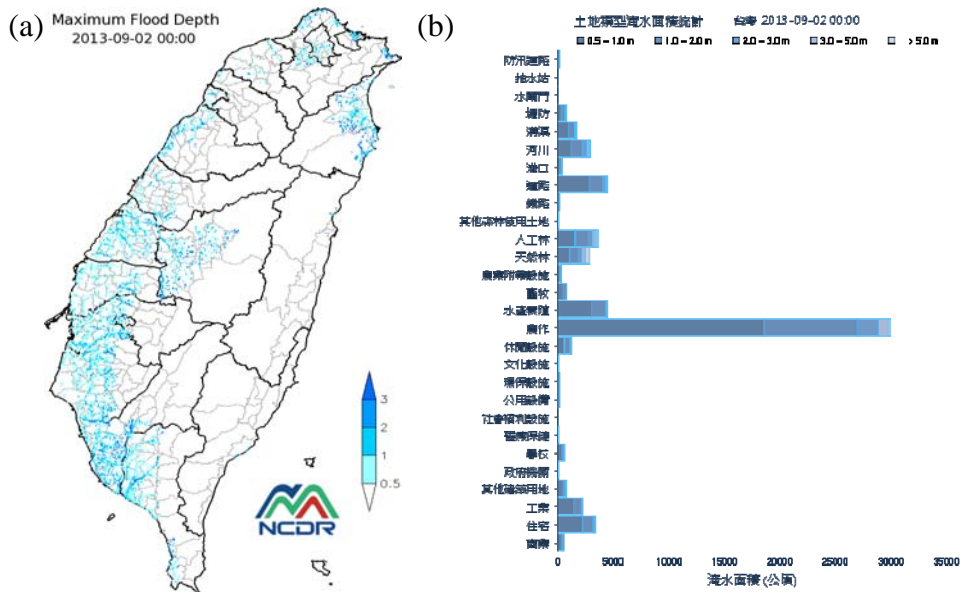 (a)
Maximum Flood Depth
2013-09-02 00:00
3
2
1
0.5
NCDR
(b)
土地類型淹水面積統計 台灣 2013-09-02 00:00
0.5 – 1.0 m 1.0 – 2.0 m 2.0 – 3.0 m 3.0 – 5.0 m > 5.0 m
防汛道路
抽水站
水閘門
堤防
溝渠
河川
港口
道路
鐵路
其他森林使用土地
人工林
天然林
農業附帶設施
畜牧
水產養殖
農作
休閒設施
文化設施
環保設施
公用設備
社會福利設施
醫療保健
學校
政府機關
其他建築用地
工業
住宅
商業
0 5000 10000 15000 20000 25000 30000 35000
淹水面積 (公頃)